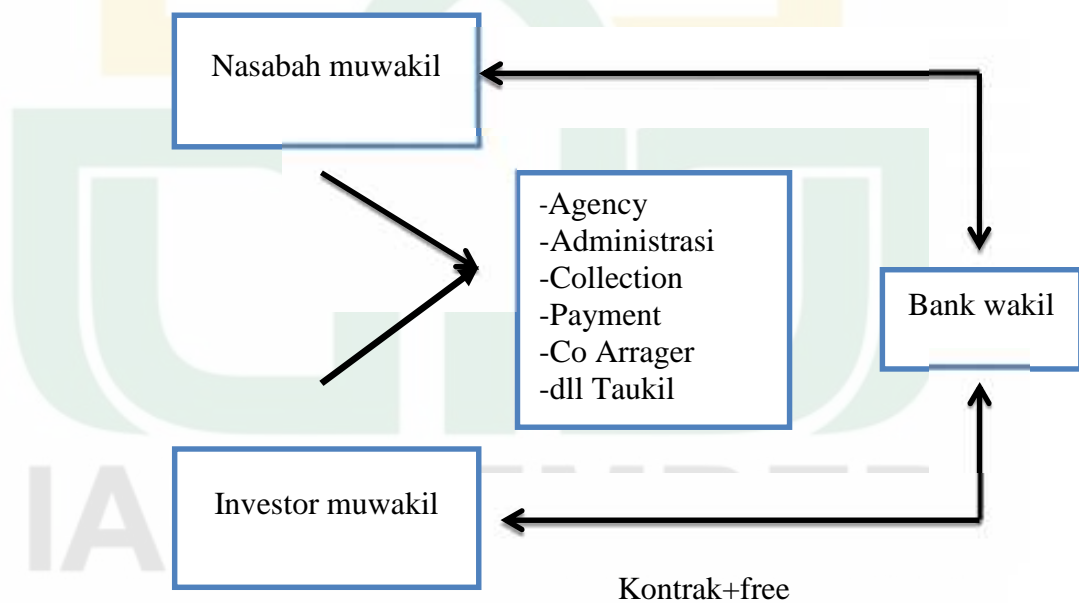 Nasabah muwakil
-Agency
-Administrasi
-Collection
-Payment
-Co Arrager
-dll Taukil
Bank wakil
Investor muwakil
Kontrak+free